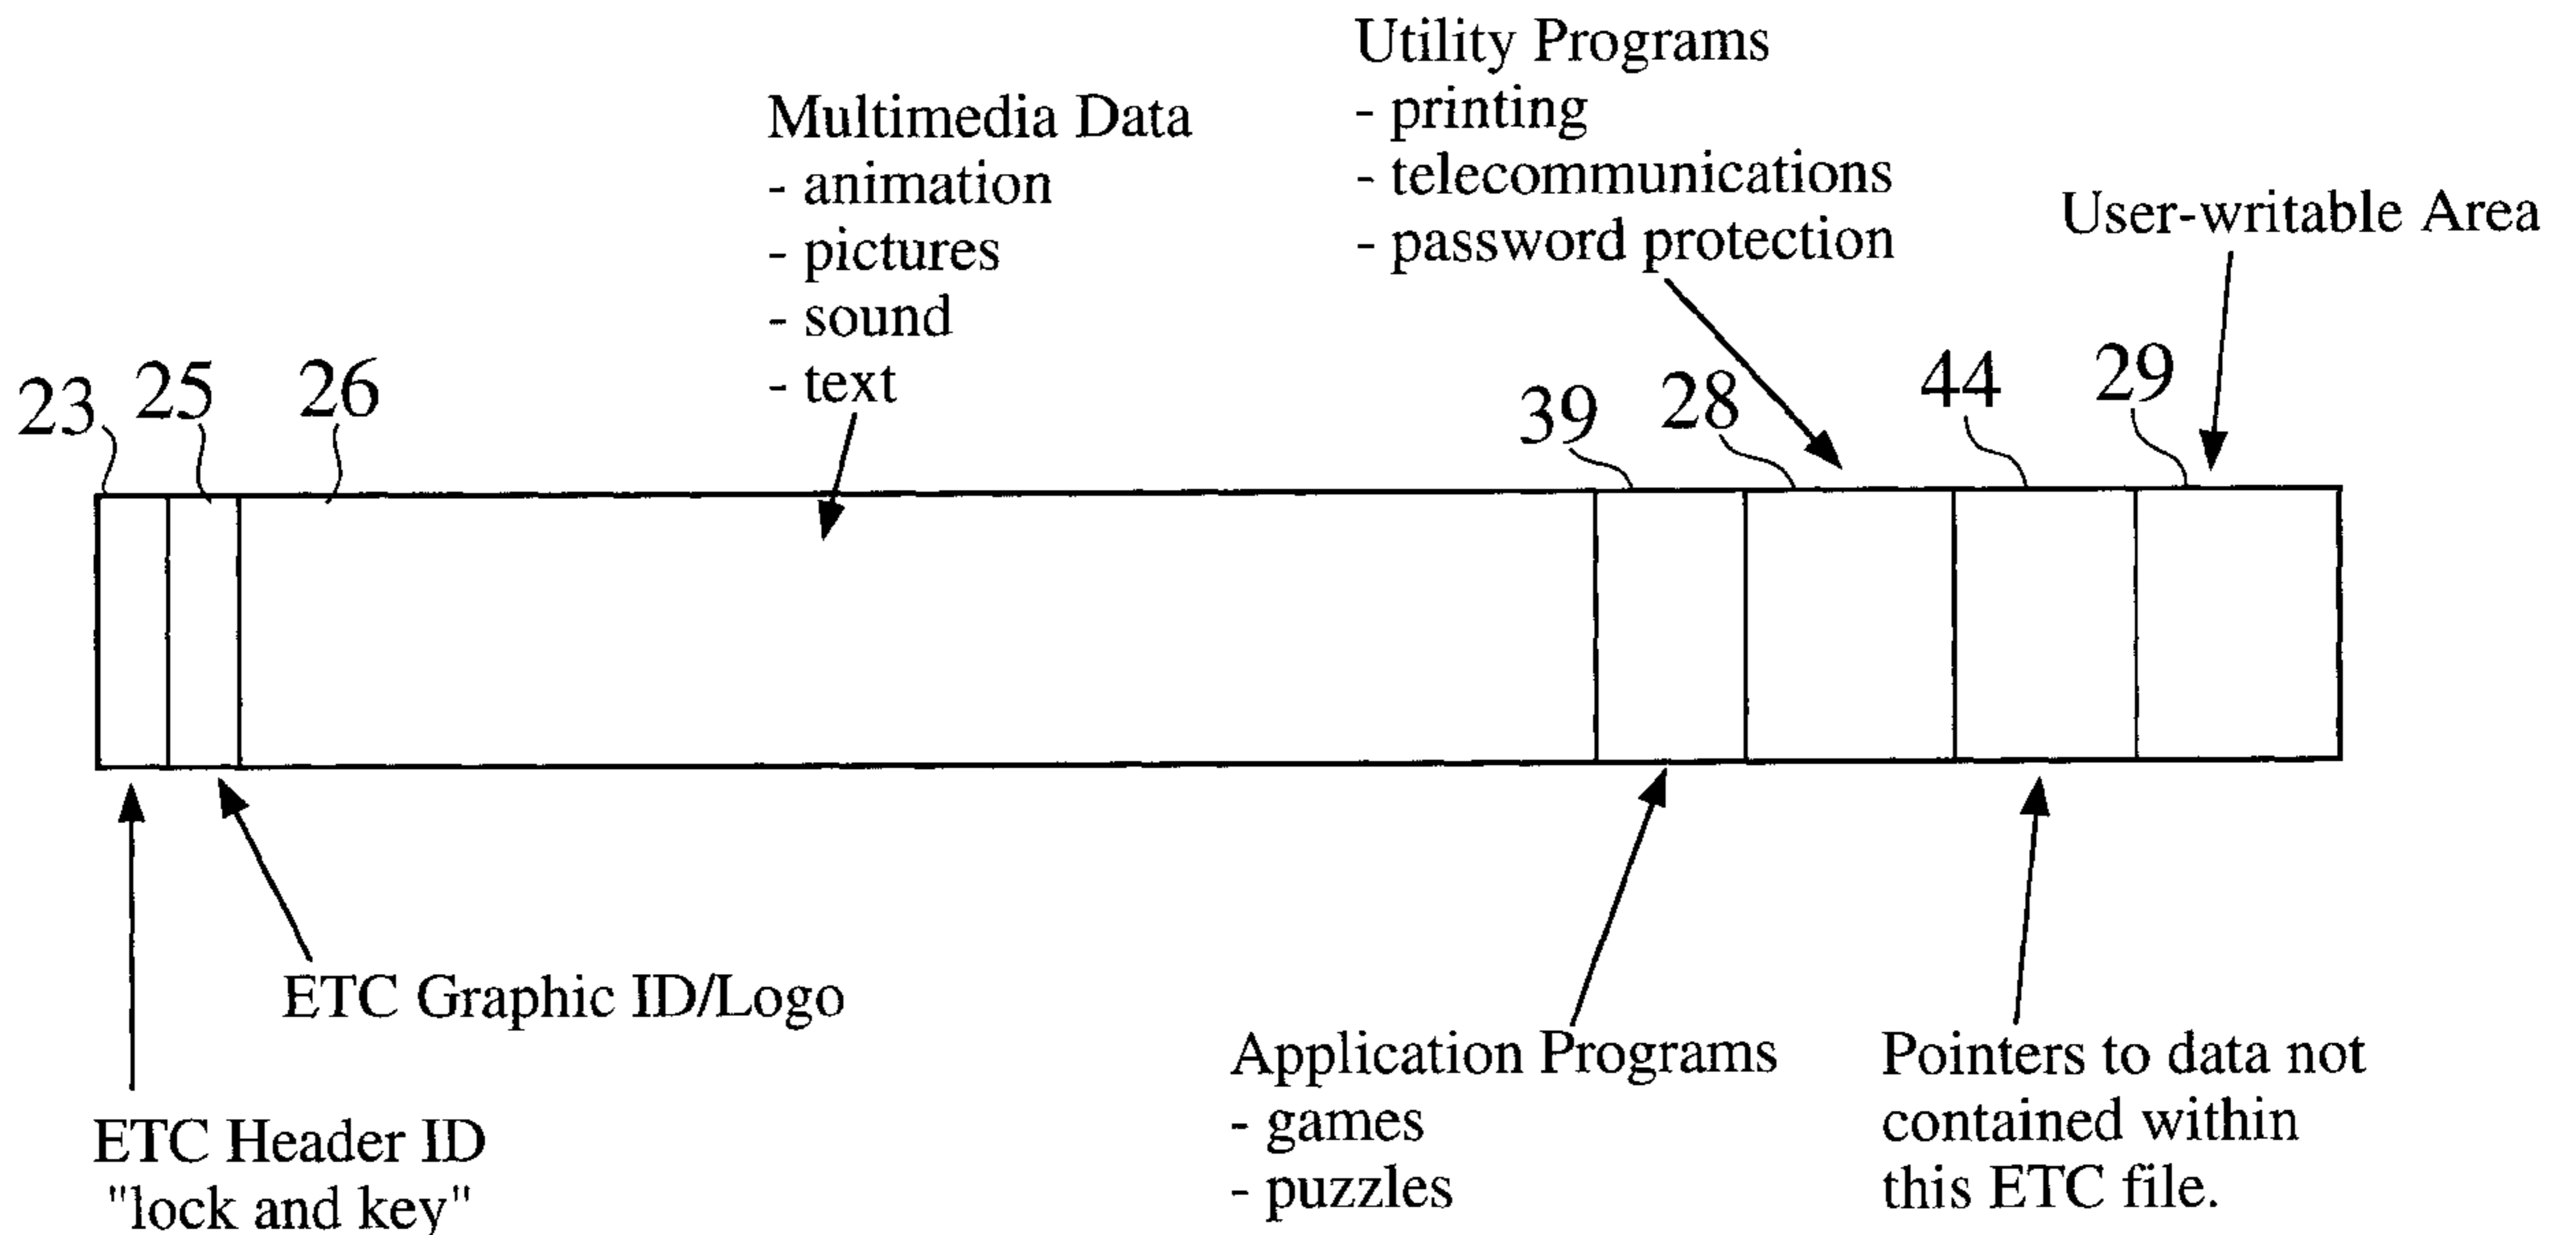 Utility Programs
- printing
- telecommunications
- password protection
Multimedia Data
- animation
- pictures
- sound
- text
User-writable Area
23
25
26
39
28
44
29
ETC Header ID
"lock and key"
ETC Graphic ID/Logo
Application Programs
- games
- puzzles
Pointers to data not
contained within
this ETC file.